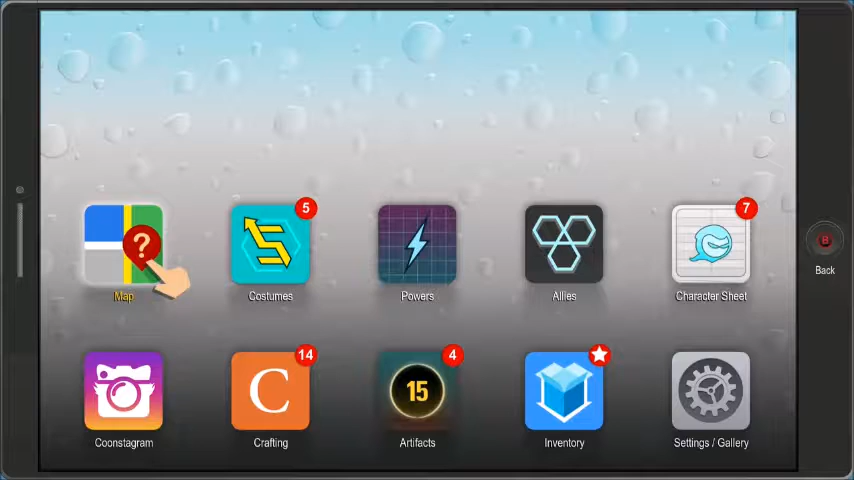 ?
5
7
Map
Costumes
Powers
Allies
Character Sheet
B
Back
14
4
C
15
Coonstagram
Crafting
Artifacts
Inventory
Settings / Gallery